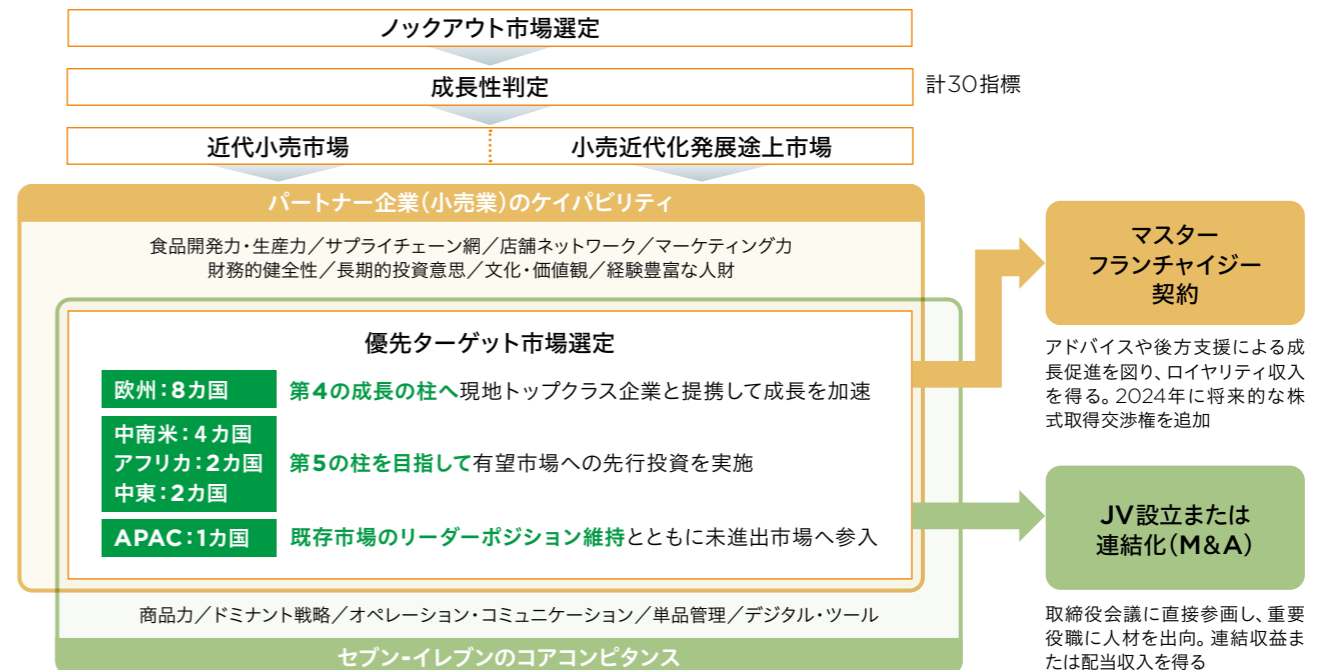 ノックアウト市場選定
成長性判定
計30指標
近代小売市場
小売近代化発展途上市場
パートナー企業(小売業)のケイパビリティ
食品開発力・生産力/サプライチェーン網/店舗ネットワーク/マーケティング力
財務的健全性/長期的投資意思/文化・価値観/経験豊富な人財
優先ターゲット市場選定
欧州:8カ国
第4の成長の柱へ現地トップクラス企業と提携して成長を加速
中南米:4カ国
アフリカ:2カ国
中東:2カ国
第5の柱を目指して有望市場への先行投資を実施
APAC:1カ国
既存市場のリーダーポジション維持とともに未進出市場へ参入
商品力/ドミナント戦略/オペレーション・コミュニケーション/単品管理/デジタル・ツール
セブン‐イレブンのコアコンピタンス
マスター
フランチャイジー
契約
アドバイスや後方支援による成
長促進を図り、ロイヤリティ収入
を得る。2024年に将来的な株
式取得交渉権を追加
JV設立または
連結化(M&A)
取締役会議に直接参画し、重要
役職に人材を出向。連結収益ま
たは配当収入を得る